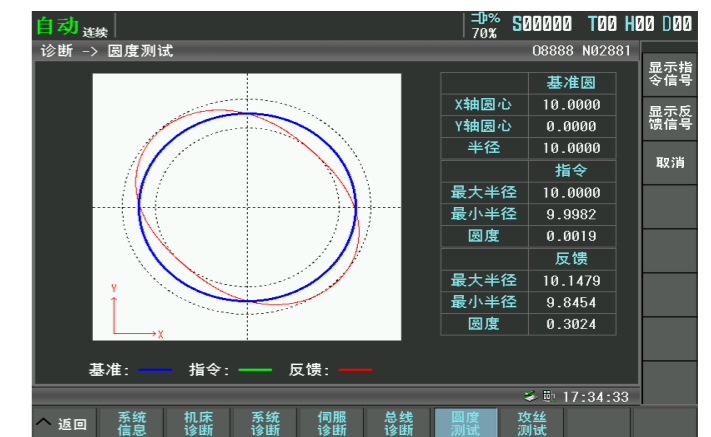 自动 连续 70% S00000 T00 H00 D00
诊断 -> 圆度测试 O8888 N02881
显示指令信号
显示反馈信号
取消
基准圆
X轴圆心 10.0000
Y轴圆心 0.0000
半径 10.0000
指令
最大半径 10.0000
最小半径 9.9982
圆度 0.0019
反馈
最大半径 10.1479
最小半径 9.8454
圆度 0.3024
Y
X
基准: 指令: 反馈:
17:34:33
返回 系统信息 机床诊断 系统诊断 伺服诊断 总线诊断 圆度测试 攻丝测试